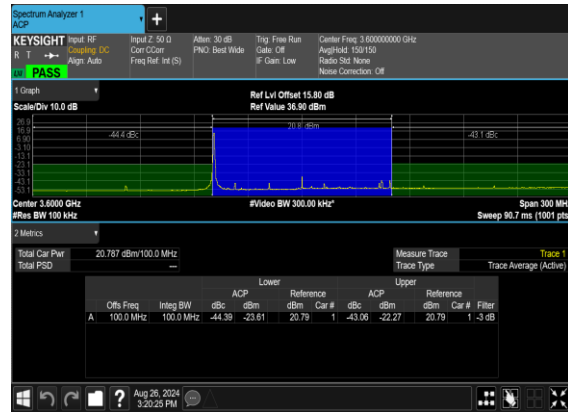 Spectrum Analyzer 1
ACP
KEYSIGHT Input: RF Input Z: 50 Ω Atten: 30 dB Trig: Free Run Center Freq: 3.600000000 GHz
R T Coupling: DC Corr CCorr PNO: Best Wide Gate: Off Avg|Hold: 150/150
Align: Auto Freq Ref: Int (S) IF Gain: Low Radio Std: None
PASS Noise Correction: Off
1 Graph Ref Lvl Offset 15.80 dB
Scale/Div 10.0 dB Ref Value 36.90 dBm
26.9
16.9 -44.4 dBc 20.8 dBm -43.1 dBc
6.90
-3.10
-13.1
-23.1
-33.1
-43.1
-53.1
Center 3.6000 GHz #Video BW 300.00 kHz* Span 300 MH
#Res BW 100 kHz Sweep 90.7 ms (1001 pts
2 Metrics
Total Car Pwr 20.787 dBm/100.0 MHz Measure Trace Trace 1
Total PSD --- Trace Type Trace Average (Active)
Lower Upper
ACP Reference ACP Reference
Offs Freq Integ BW dBc dBm dBm Car # dBc dBm dBm Car # Filter
A 100.0 MHz 100.0 MHz -44.39 -23.61 20.79 1 -43.06 -22.27 20.79 1 -3 dB
? Aug 26, 2024
3:20:25 PM